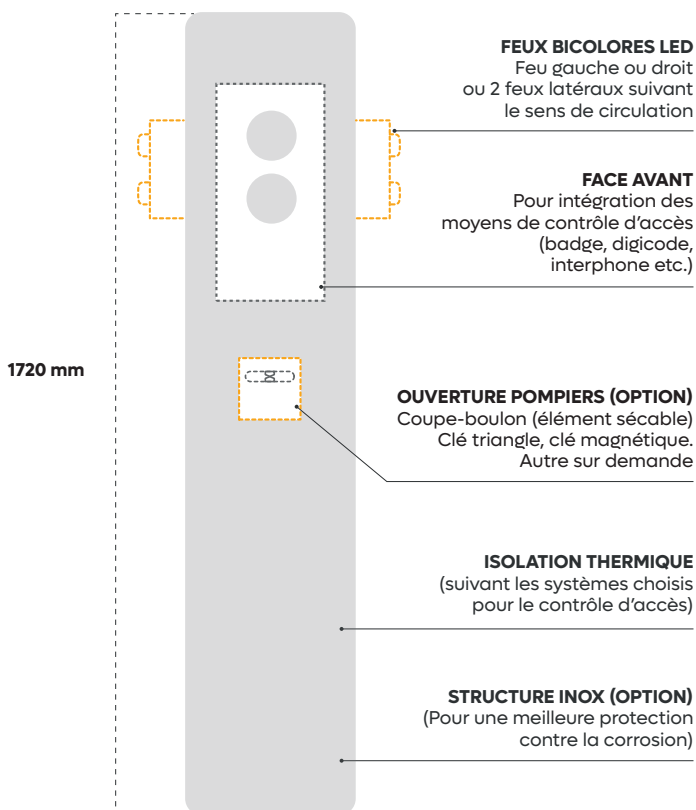 FEUX BICOLORES LED
Feu gauche ou droit
ou 2 feux latéraux suivant
le sens de circulation
FACE AVANT
Pour intégration des
moyens de contrôle d'accès
(badge, digicode,
interphone etc.)
1720 mm
OUVERTURE POMPIERS (OPTION)
Coupe-boulon (élément sécable)
Clé triangle, clé magnétique.
Autre sur demande
ISOLATION THERMIQUE
(suivant les systèmes choisis
pour le contrôle d'accès)
STRUCTURE INOX (OPTION)
(Pour une meilleure protection
contre la corrosion)